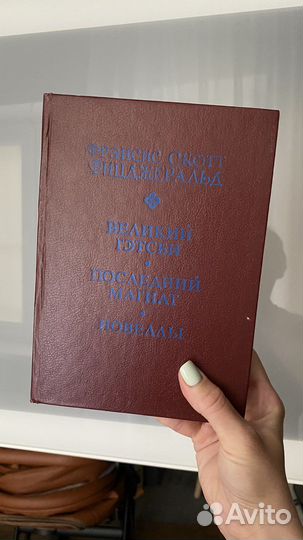 ФРЭНСИС СКОТТ
ФИЦДЖЕРАЛЬД
ВЕЛИКИЙ
ГЭТСБИ
ПОСЛЕДНИЙ
МАГНАТ
НОВЕЛЛЫ
Avito